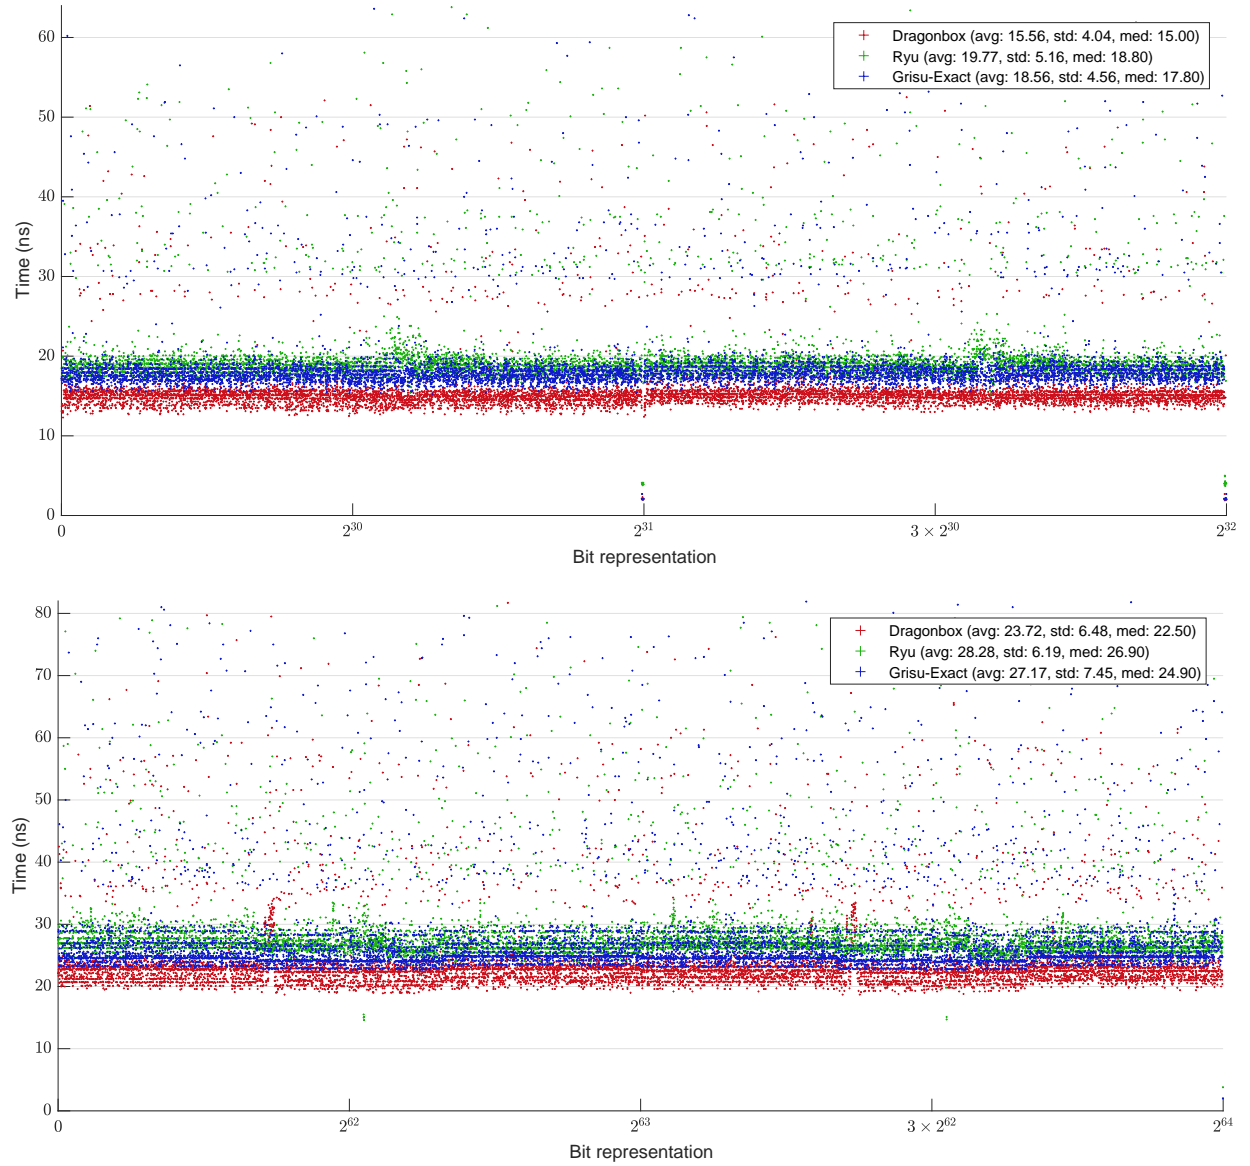 60
50
40
30
20
10
0
Time (ns)
Dragonbox (avg: 15.56, std: 4.04, med: 15.00)
Ryu (avg: 19.77, std: 5.16, med: 18.80)
Grisu-Exact (avg: 18.56, std: 4.56, med: 17.80)
0 2^30 2^31 3 × 2^30 2^32
Bit representation
80
70
60
50
40
30
20
10
0
Time (ns)
Dragonbox (avg: 23.72, std: 6.48, med: 22.50)
Ryu (avg: 28.28, std: 6.19, med: 26.90)
Grisu-Exact (avg: 27.17, std: 7.45, med: 24.90)
0 2^62 2^63 3 × 2^62 2^64
Bit representation